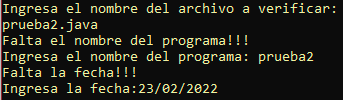 Ingresa el nombre del archivo a verificar:
prueba2.java
Falta el nombre del programa!!!
Ingresa el nombre del programa: prueba2
Falta la fecha!!!
Ingresa la fecha:23/02/2022